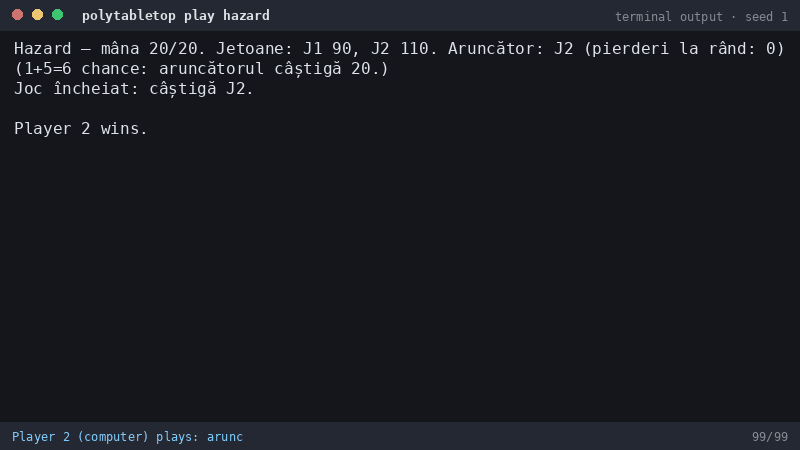 polytabletop play hazard
terminal output · seed 1
Hazard — mâna 20/20. Jetoane: J1 90, J2 110. Aruncător: J2 (pierderi la rând: 0)
(1+5=6 chance: aruncătorul câștigă 20.)
Joc încheiat: câștigă J2.
Player 2 wins.
Player 2 (computer) plays: arunc
99/99